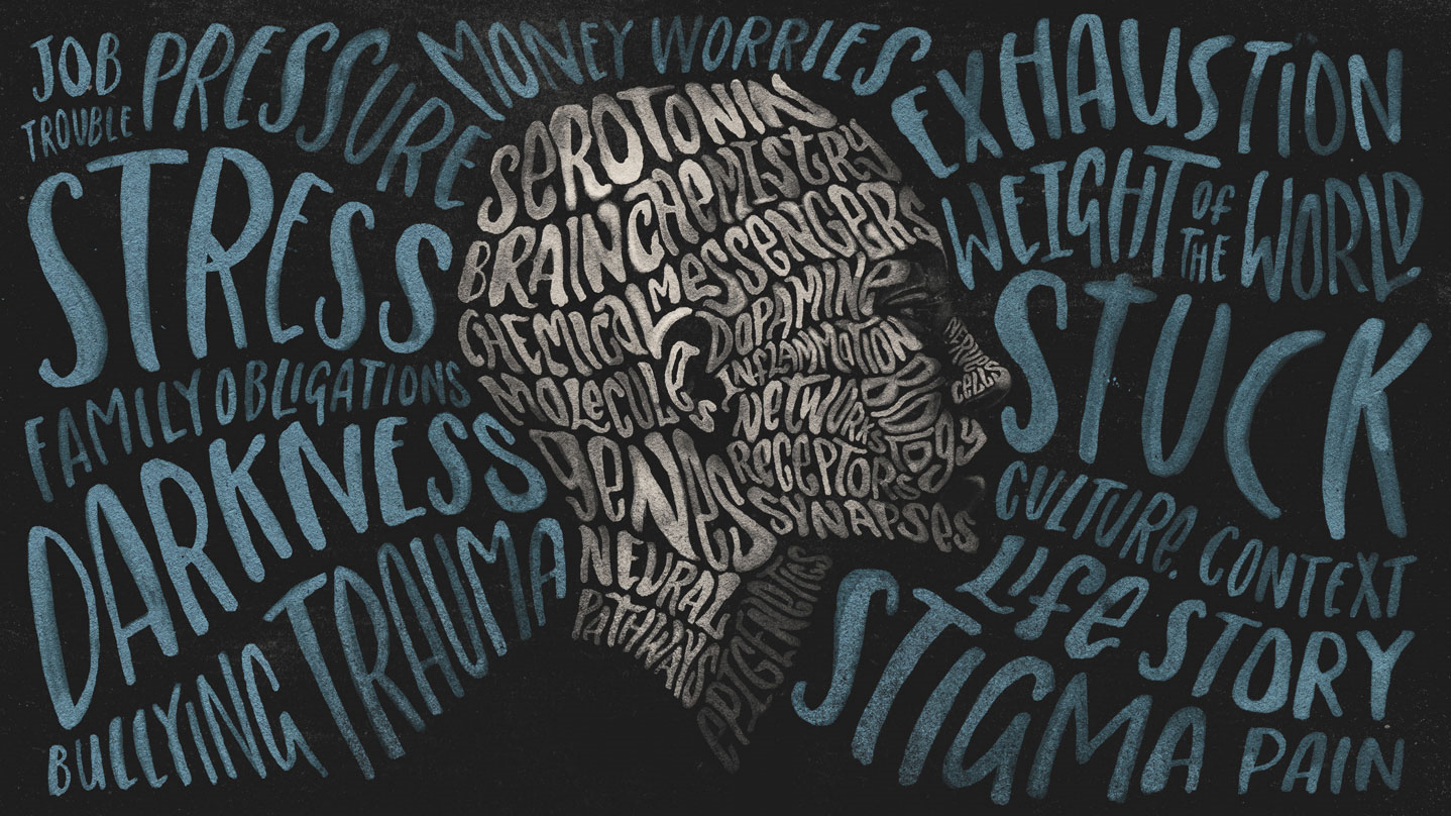 JOB
TROUBLE
PRESSURE
MONEY WORRIES
EXHAUSTION
STRESS
WEIGHT OF THE WORLD
FAMILY OBLIGATIONS
STUCK
DARKNESS
CULTURE. CONTEXT
TRAUMA
LIFE STORY
BULLYING
STIGMA
PAIN
SEROTONIN
BRAIN CHEMISTRY
CHEMICAL MESSENGERS
MOLECULES
DOPAMINE
INFLAMMATION
NERVOUS
CELLS
NETWORKS
BIOLOGY
GENES
RECEPTORS
SYNAPSES
NEURAL
PATHWAYS